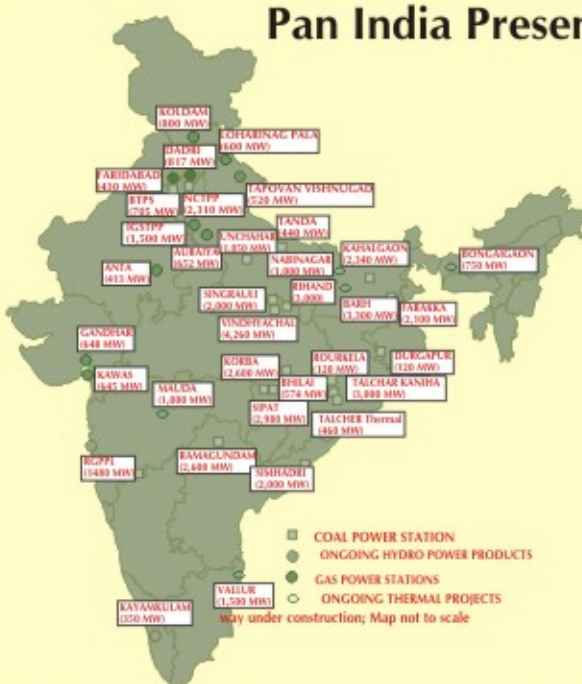 Pan India Presen
KOLDAM
(800 MW)
LOHARINAG PALA
(600 MW)
DADRI
(817 MW)
FARIDABAD
(430 MW)
TAPOVAN VISHNUGAD
(520 MW)
BTPS
(705 MW)
NCTPP
(2,310 MW)
IGSTPP
(1,500 MW)
TANDA
(440 MW)
UNCHAHAR
(1,050 MW)
AURAIYA
(652 MW)
KAHALGAON
(2,340 MW)
BONGAIGAON
(750 MW)
NABINAGAR
(1,000 MW)
ANTA
(413 MW)
SINGRAULI
(2,000 MW)
RIHAND
(3,000)
BARH
(3,300 MW)
FARAKKA
(2,100 MW)
VINDHYACHAL
(4,260 MW)
GANDHAR
(648 MW)
KAWAS
(645 MW)
KORBA
(2,600 MW)
ROURKELA
(120 MW)
DURGAPUR
(120 MW)
MAUDA
(1,000 MW)
BHILAI
(574 MW)
TALCHAR KANIHA
(3,000 MW)
SIPAT
(2,980 MW)
TALCHER Thermal
(460 MW)
RGPPL
(1480 MW)
RAMAGUNDAM
(2,600 MW)
SIMHADRI
(2,000 MW)
COAL POWER STATION
ONGOING HYDRO POWER PRODUCTS
GAS POWER STATIONS
ONGOING THERMAL PROJECTS
VALLUR
(1,500 MW)
way under construction; Map not to scale
KAYAMKULAM
(350 MW)